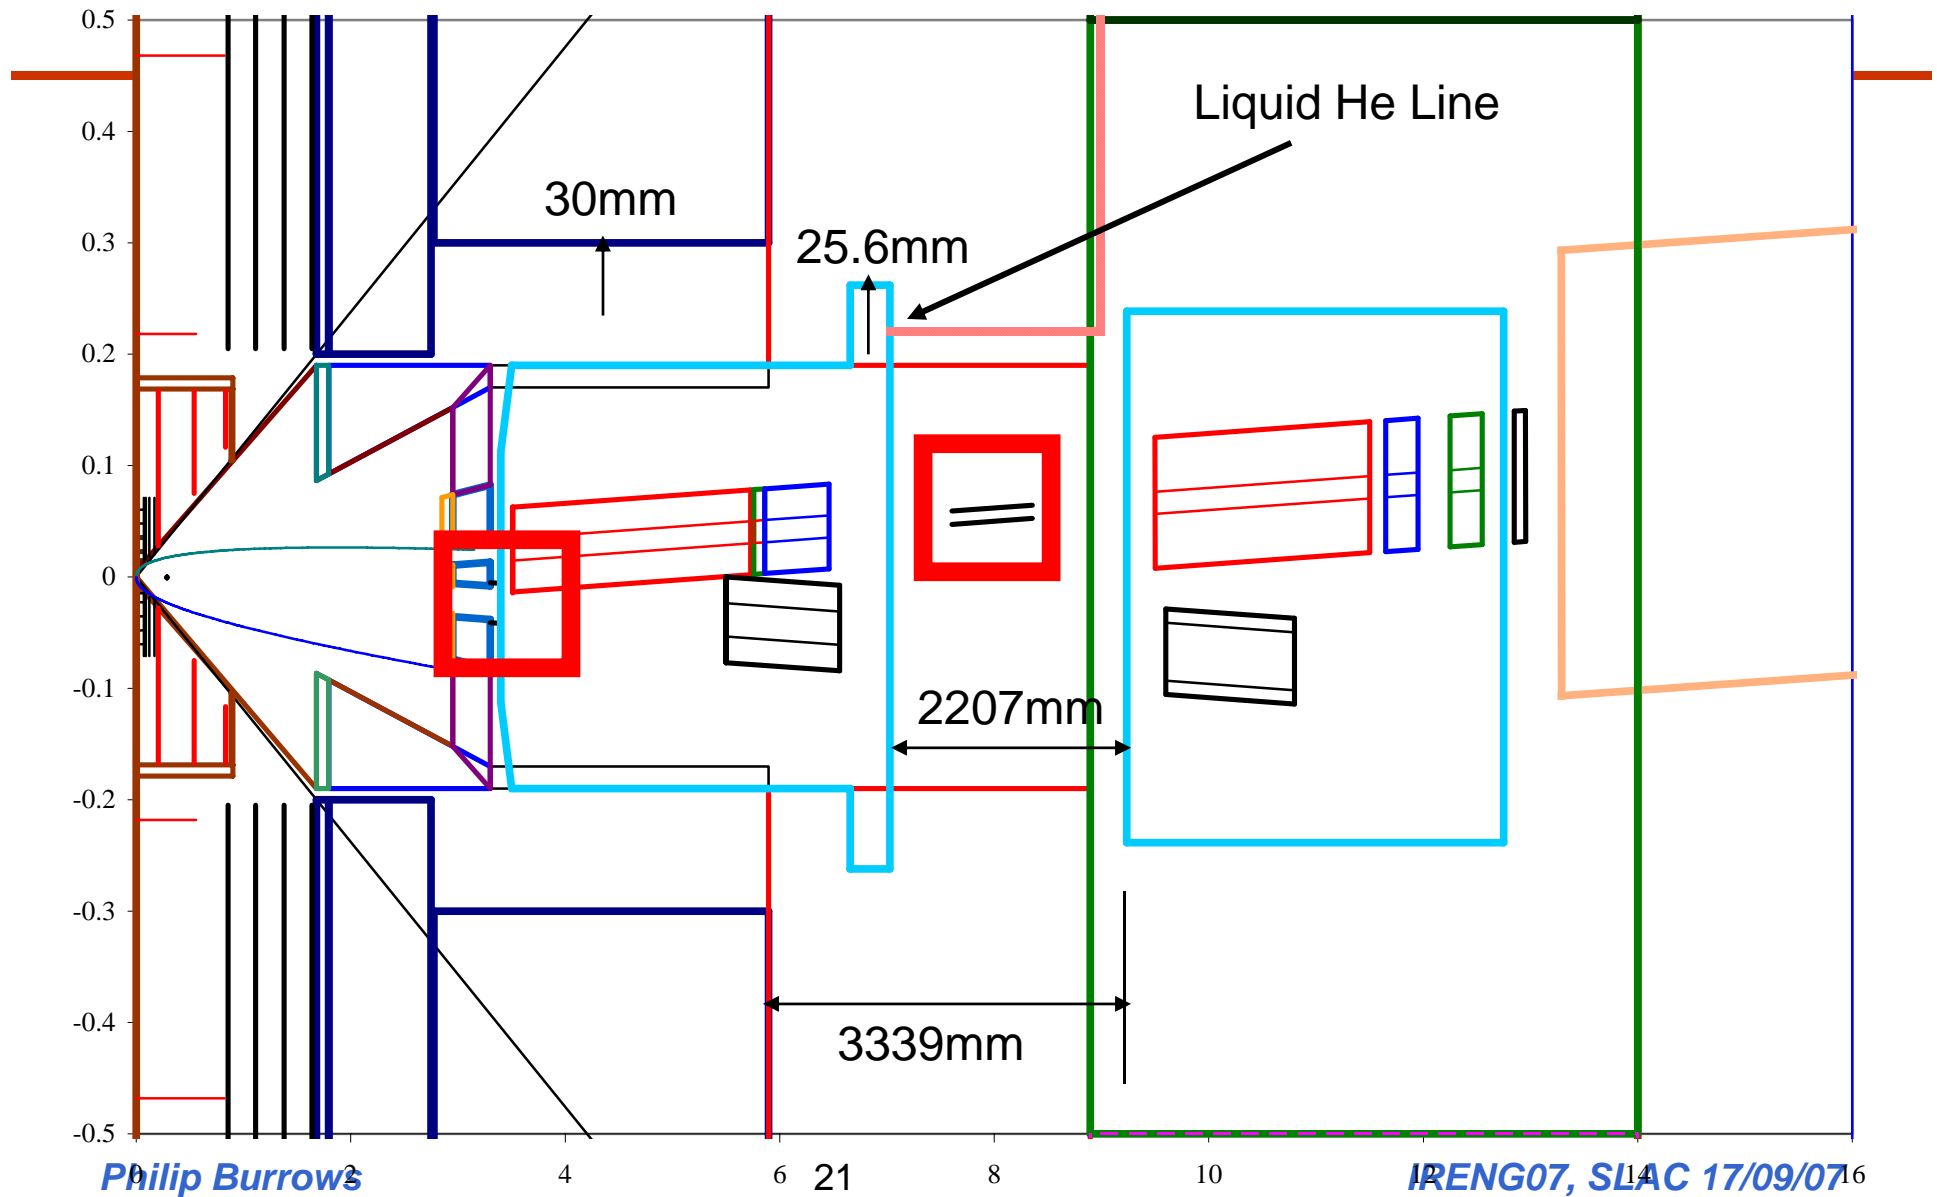 0.5
0.4
Liquid He Line
30mm
0.3
25.6mm
0.2
0.1
0
-0.1
2207mm
-0.2
-0.3
-0.4
3339mm
-0.5
0 2 4 6 8 10 12 14 16
Philip Burrows 21 IRENG07, SLAC 17/09/07